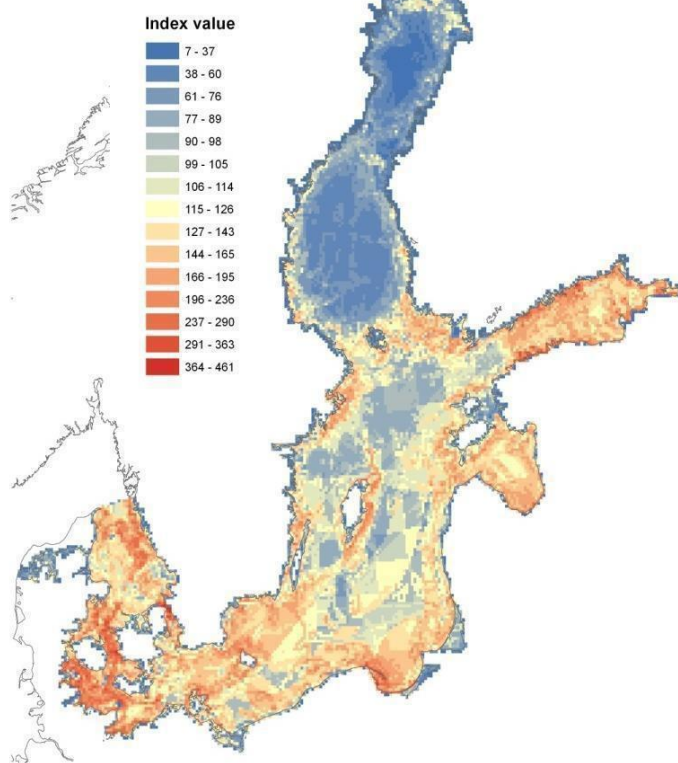 Index value
7 - 37
38 - 60
61 - 76
77 - 89
90 - 98
99 - 105
106 - 114
115 - 126
127 - 143
144 - 165
166 - 195
196 - 236
237 - 290
291 - 363
364 - 461